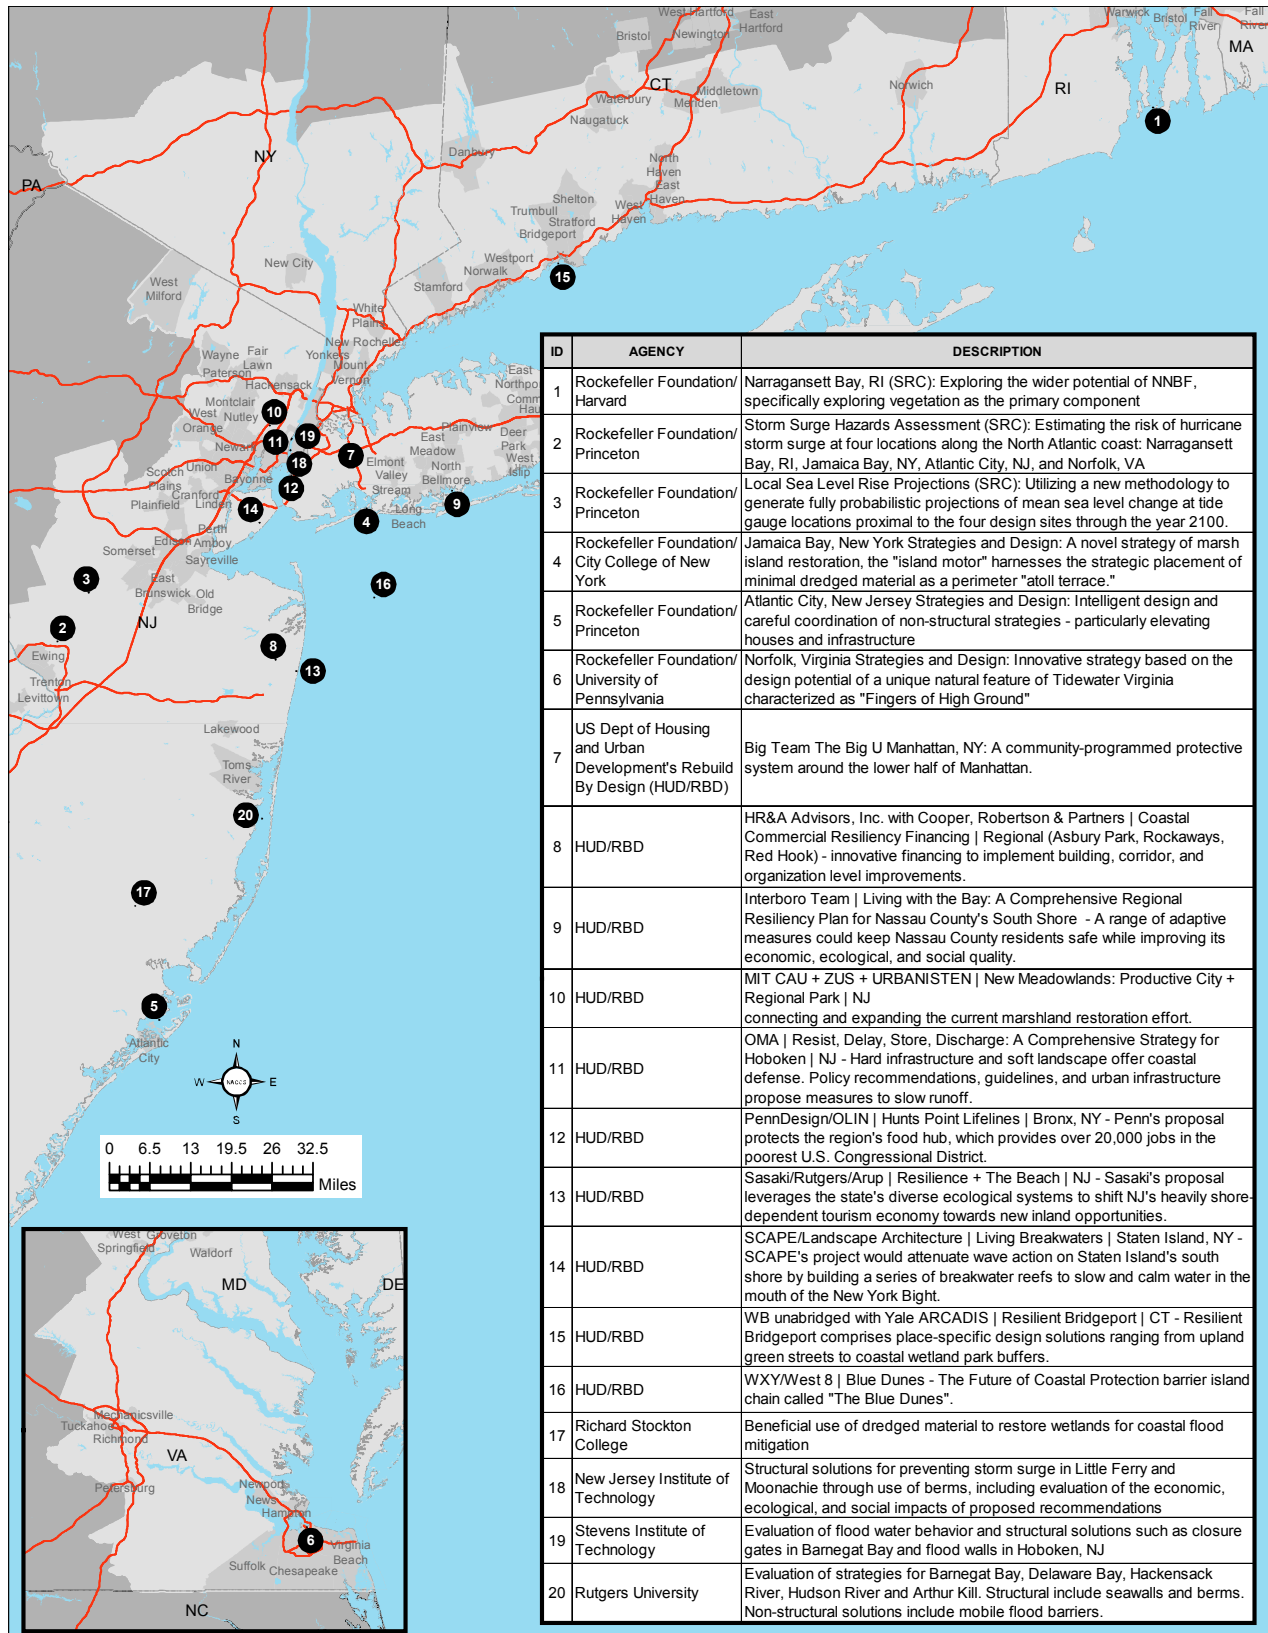 West Hartford
East
Hartford
Bristol
Newington
Warwick
Bristol
Fall
River
Fall
River
MA
CT
RI
Waterbury
Middletown
Meriden
Norwich
Naugatuck
1
NY
Danbury
North
Haven
East
Haven
PA
Shelton
West
Haven
Trumbull
Stratford
Bridgeport
New City
Westport
Norwalk
15
West
Milford
Stamford
White
Plains
New Rochelle
Yonkers
Mount
Vernon
Wayne
Fair
Lawn
Paterson
Hackensack
East
Northpo
Comm
Hau
Montclair
10
West
Orange
Nutley
11
19
Plainview
Deer
Park
East
Meadow
Newark
18
7
Elmont
North
Bellmore
West
Islip
Scotch
Plains
Union
Bayonne
12
Valley
Stream
Cranford
Linden
Plainfield
14
9
4
Long
Beach
Perth
Amboy
Edison
Somerset
Sayreville
3
16
East
Brunswick
Old
Bridge
2
NJ
8
Ewing
13
Trenton
Levittown
Lakewood
Toms
River
20
17
5
Atlantic
City
N
W
NACCS
E
S
0 6.5 13 19.5 26 32.5
Miles
West
Springfield
Groveton
Waldorf
MD
DE
Mechanicsville
Tuckahoe
Richmond
VA
Petersburg
Newport
News
Hampton
6
Virginia
Beach
Suffolk
Chesapeake
NC
ID AGENCY DESCRIPTION
1 Rockefeller Foundation/ Narragansett Bay, RI (SRC): Exploring the wider potential of NNBF,
Harvard specifically exploring vegetation as the primary component
2 Rockefeller Foundation/ Storm Surge Hazards Assessment (SRC): Estimating the risk of hurricane
Princeton storm surge at four locations along the North Atlantic coast: Narragansett
Bay, RI, Jamaica Bay, NY, Atlantic City, NJ, and Norfolk, VA
3 Rockefeller Foundation/ Local Sea Level Rise Projections (SRC): Utilizing a new methodology to
Princeton generate fully probabilistic projections of mean sea level change at tide
gauge locations proximal to the four design sites through the year 2100.
4 Rockefeller Foundation/ Jamaica Bay, New York Strategies and Design: A novel strategy of marsh
City College of New island restoration, the "island motor" harnesses the strategic placement of
York minimal dredged material as a perimeter "atoll terrace."
5 Rockefeller Foundation/ Atlantic City, New Jersey Strategies and Design: Intelligent design and
Princeton careful coordination of non-structural strategies - particularly elevating
houses and infrastructure
6 Rockefeller Foundation/ Norfolk, Virginia Strategies and Design: Innovative strategy based on the
University of design potential of a unique natural feature of Tidewater Virginia
Pennsylvania characterized as "Fingers of High Ground"
7 US Dept of Housing
and Urban Big Team The Big U Manhattan, NY: A community-programmed protective
Development's Rebuild system around the lower half of Manhattan.
By Design (HUD/RBD)
8 HUD/RBD HR&A Advisors, Inc. with Cooper, Robertson & Partners | Coastal
Commercial Resiliency Financing | Regional (Asbury Park, Rockaways,
Red Hook) - innovative financing to implement building, corridor, and
organization level improvements.
9 HUD/RBD Interboro Team | Living with the Bay: A Comprehensive Regional
Resiliency Plan for Nassau County's South Shore - A range of adaptive
measures could keep Nassau County residents safe while improving its
economic, ecological, and social quality.
10 HUD/RBD MIT CAU + ZUS + URBANISTEN | New Meadowlands: Productive City +
Regional Park | NJ
connecting and expanding the current marshland restoration effort.
11 HUD/RBD OMA | Resist, Delay, Store, Discharge: A Comprehensive Strategy for
Hoboken | NJ - Hard infrastructure and soft landscape offer coastal
defense. Policy recommendations, guidelines, and urban infrastructure
propose measures to slow runoff.
12 HUD/RBD PennDesign/OLIN | Hunts Point Lifelines | Bronx, NY - Penn's proposal
protects the region's food hub, which provides over 20,000 jobs in the
poorest U.S. Congressional District.
13 HUD/RBD Sasaki/Rutgers/Arup | Resilience + The Beach | NJ - Sasaki's proposal
leverages the state's diverse ecological systems to shift NJ's heavily shore-
dependent tourism economy towards new inland opportunities.
14 HUD/RBD SCAPE/Landscape Architecture | Living Breakwaters | Staten Island, NY -
SCAPE's project would attenuate wave action on Staten Island's south
shore by building a series of breakwater reefs to slow and calm water in the
mouth of the New York Bight.
15 HUD/RBD WB unabridged with Yale ARCADIS | Resilient Bridgeport | CT - Resilient
Bridgeport comprises place-specific design solutions ranging from upland
green streets to coastal wetland park buffers.
16 HUD/RBD WXY/West 8 | Blue Dunes - The Future of Coastal Protection barrier island
chain called "The Blue Dunes".
17 Richard Stockton Beneficial use of dredged material to restore wetlands for coastal flood
College mitigation
18 New Jersey Institute of Structural solutions for preventing storm surge in Little Ferry and
Technology Moonachie through use of berms, including evaluation of the economic,
ecological, and social impacts of proposed recommendations
19 Stevens Institute of Evaluation of flood water behavior and structural solutions such as closure
Technology gates in Barnegat Bay and flood walls in Hoboken, NJ
20 Rutgers University Evaluation of strategies for Barnegat Bay, Delaware Bay, Hackensack
River, Hudson River and Arthur Kill. Structural include seawalls and berms.
Non-structural solutions include mobile flood barriers.